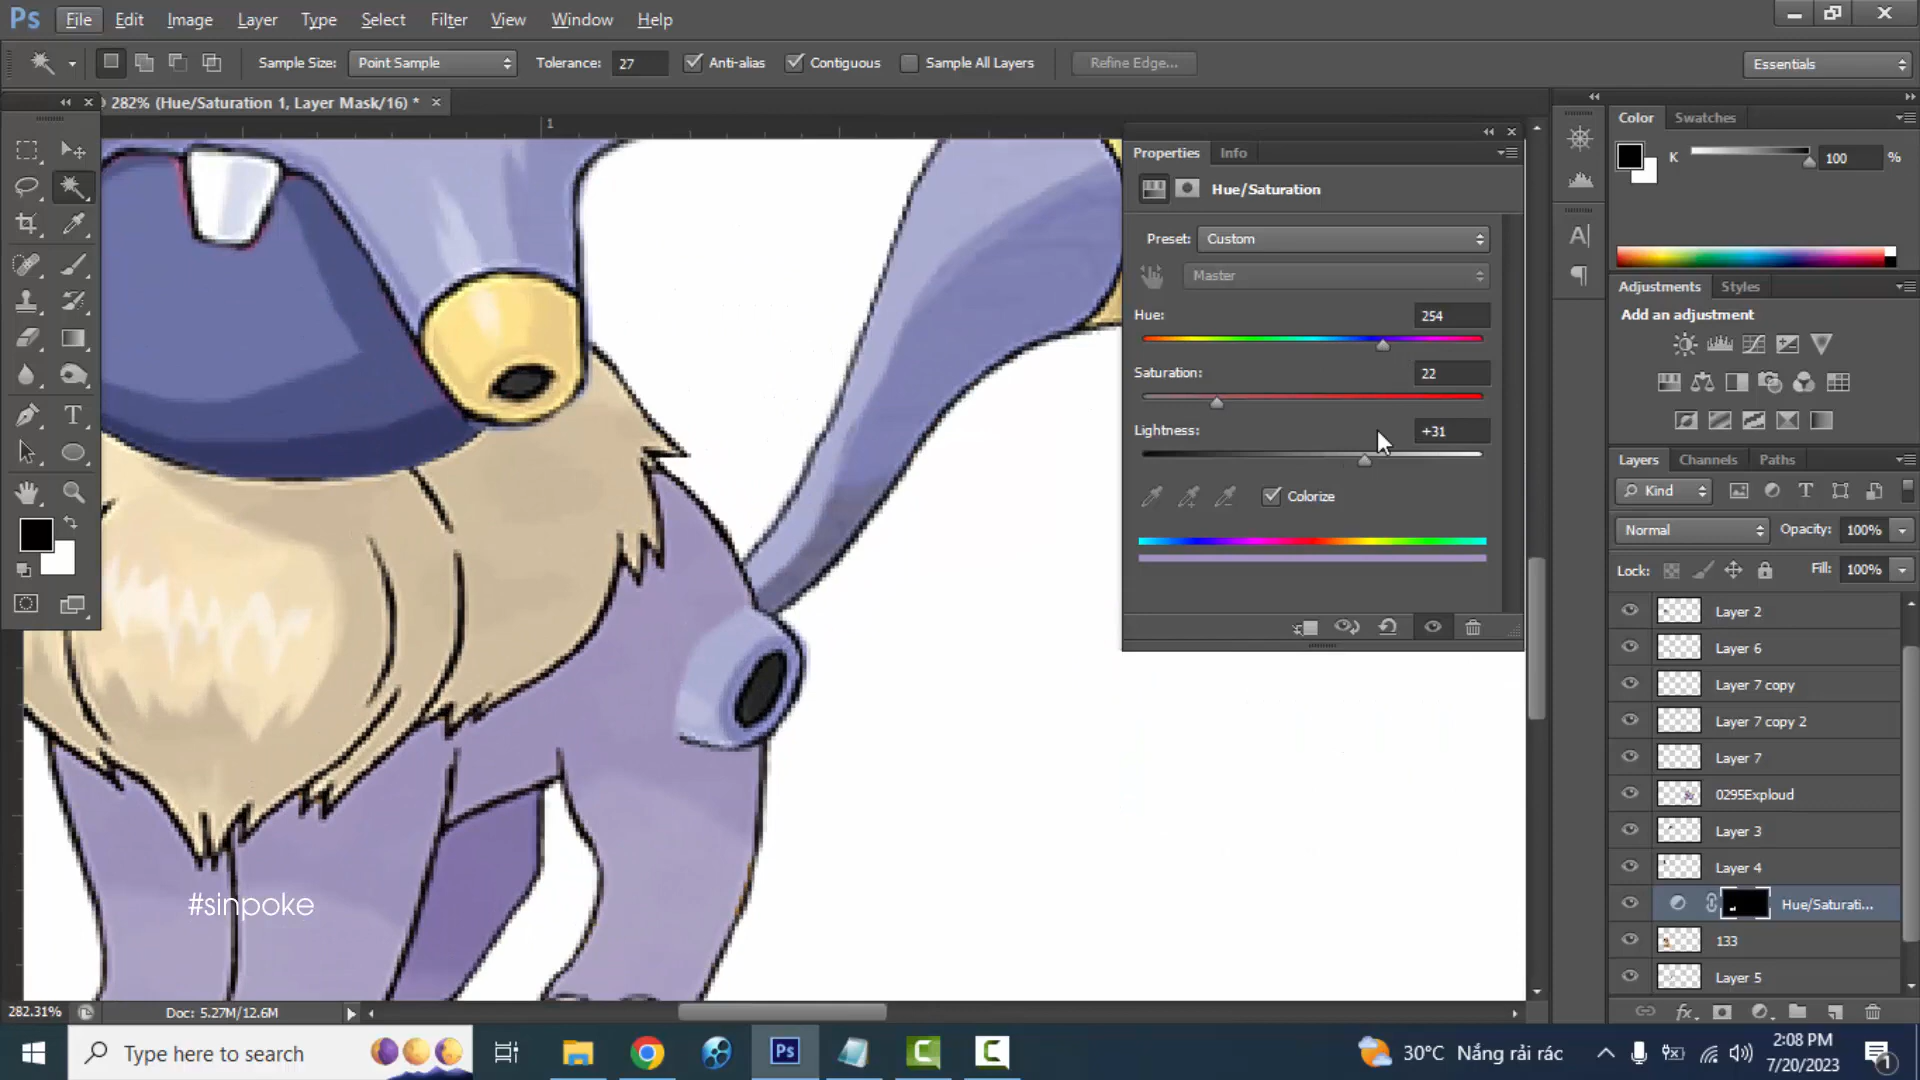 Ps File Edit Image Layer Type Select Filter View Window Help
Sample Size: Point Sample Tolerance: 27 Anti-alias Contiguous Sample All Layers Refine Edge... Essentials
282% (Hue/Saturation 1, Layer Mask/16) *
1
Properties Info
Hue/Saturation
Preset: Custom
Master
Hue: 254
Saturation: 22
Lightness: +31
Colorize
Color Swatches
K 100 %
Adjustments Styles
Add an adjustment
Layers Channels Paths
Kind
Normal Opacity: 100%
Lock: Fill: 100%
Layer 2
Layer 6
Layer 7 copy
Layer 7 copy 2
Layer 7
0295Exploud
Layer 3
Layer 4
Hue/Saturati...
133
Layer 5
#sinpoke
282.31% Doc: 5.27M/12.6M
Type here to search
30°C Nắng rải rác
2:08 PM
7/20/2023
1